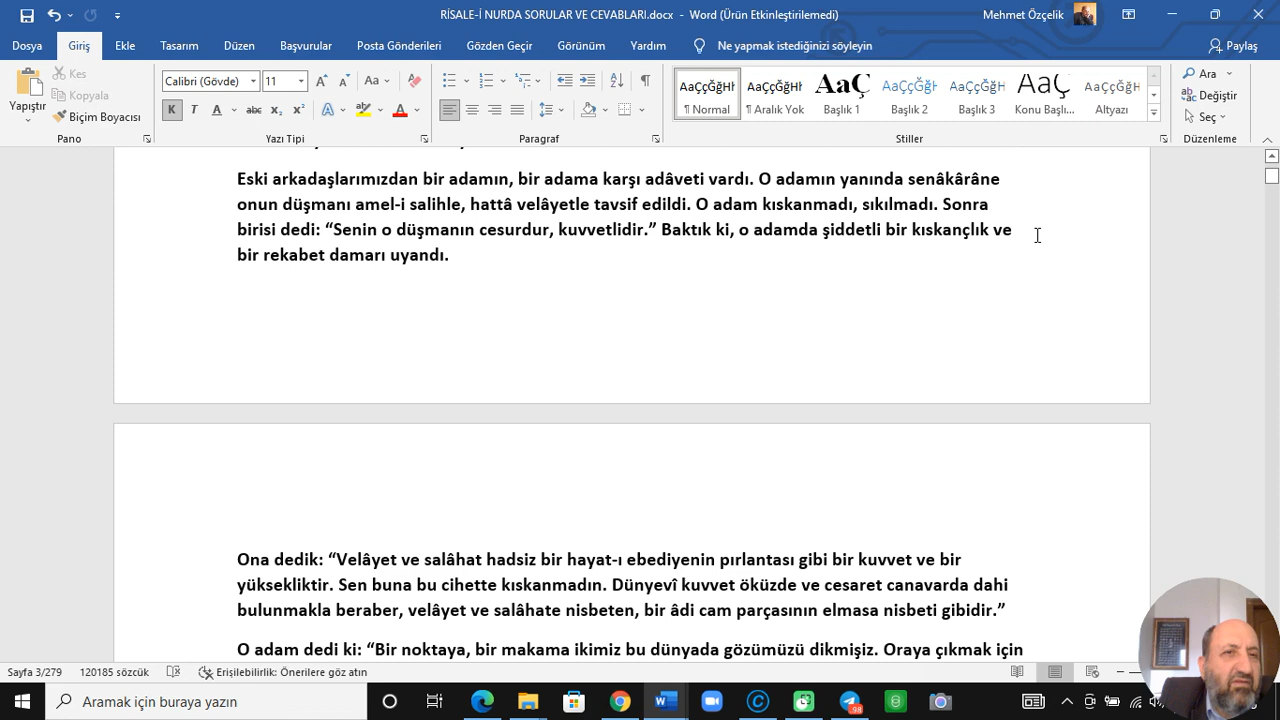 RİSALE-İ NURDA SORULAR VE CEVABLARI.docx - Word (Ürün Etkinleştirilemedi)
Mehmet Özçelik
Dosya Giriş Ekle Tasarım Düzen Başvurular Posta Gönderileri Gözden Geçir Görünüm Yardım Ne yapmak istediğinizi söyleyin Paylaş
Yapıştır
Kes
Kopyala
Biçim Boyacısı
Calibri (Gövde) 11
AaÇçĞğH ¶ Normal
AaÇçĞğH ¶ Aralık Yok
AaÇ Başlık 1
AaÇçĞğ Başlık 2
AaÇçĞğH Başlık 3
AaÇ Konu Başlı...
AaÇçĞğH Altyazı
Ara
Değiştir
Seç
Pano Yazı Tipi Paragraf Stiller Düzenleme
Eski arkadaşlarımızdan bir adamın, bir adama karşı adâveti vardı. O adamın yanında senâkârâne
onun düşmanı amel-i salihle, hattâ velâyetle tavsif edildi. O adam kıskanmadı, sıkılmadı. Sonra
birisi dedi: “Senin o düşmanın cesurdur, kuvvetlidir.” Baktık ki, o adamda şiddetli bir kıskançlık ve
bir rekabet damarı uyandı.
Ona dedik: “Velâyet ve salâhat hadsiz bir hayat-ı ebediyenin pırlantası gibi bir kuvvet ve bir
yüksekliktir. Sen buna bu cihette kıskanmadın. Dünyevî kuvvet öküzde ve cesaret canavarda dahi
bulunmakla beraber, velâyet ve salâhate nisbeten, bir âdi cam parçasının elmasa nisbeti gibidir.”
O adam dedi ki: “Bir noktaya, bir makama ikimiz bu dünyada gözümüzü dikmişiz. Oraya çıkmak için
Sayfa 3/279 120185 sözcük Erişilebilirlik: Önerilere göz atın
Aramak için buraya yazın
98